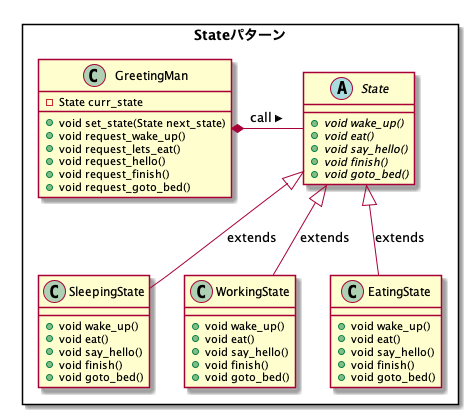 Stateパターン
C GreetingMan
State curr_state
void set_state(State next_state)
void request_wake_up()
void request_lets_eat()
void request_hello()
void request_finish()
void request_goto_bed()
call
A State
void wake_up()
void eat()
void say_hello()
void finish()
void goto_bed()
extends
extends
extends
C SleepingState
void wake_up()
void eat()
void say_hello()
void finish()
void goto_bed()
C WorkingState
void wake_up()
void eat()
void say_hello()
void finish()
void goto_bed()
C EatingState
void wake_up()
void eat()
void say_hello()
void finish()
void goto_bed()